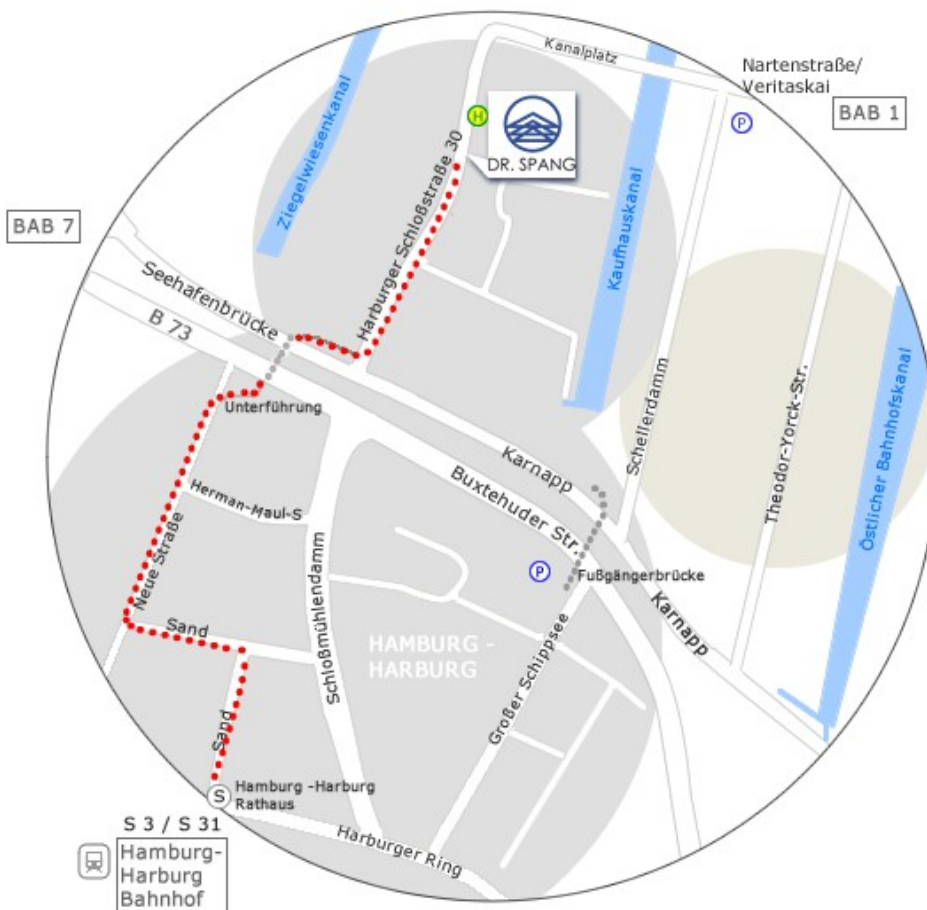 Kanalplatz
Nartenstraße/
Veritaskai
BAB 1
P
H
DR. SPANG
Ziegelwiesenkanal
Harburger Schloßstraße 30
Kaufhauskanal
BAB 7
Seehafenbrücke
B 73
Unterführung
Schellerdamm
Theodor-Yorck-Str.
Östlicher Bahnhofskanal
Karnapp
Buxtehuder Str.
Herman-Maul-S
Neue Straße
P
Fußgängerbrücke
Karnapp
Sand
Schloßmühlendamm
HAMBURG -
HARBURG
Großer Schippsee
Sand
S
Hamburg -Harburg
Rathaus
S 3 / S 31
Hamburg-
Harburg
Bahnhof
Harburger Ring